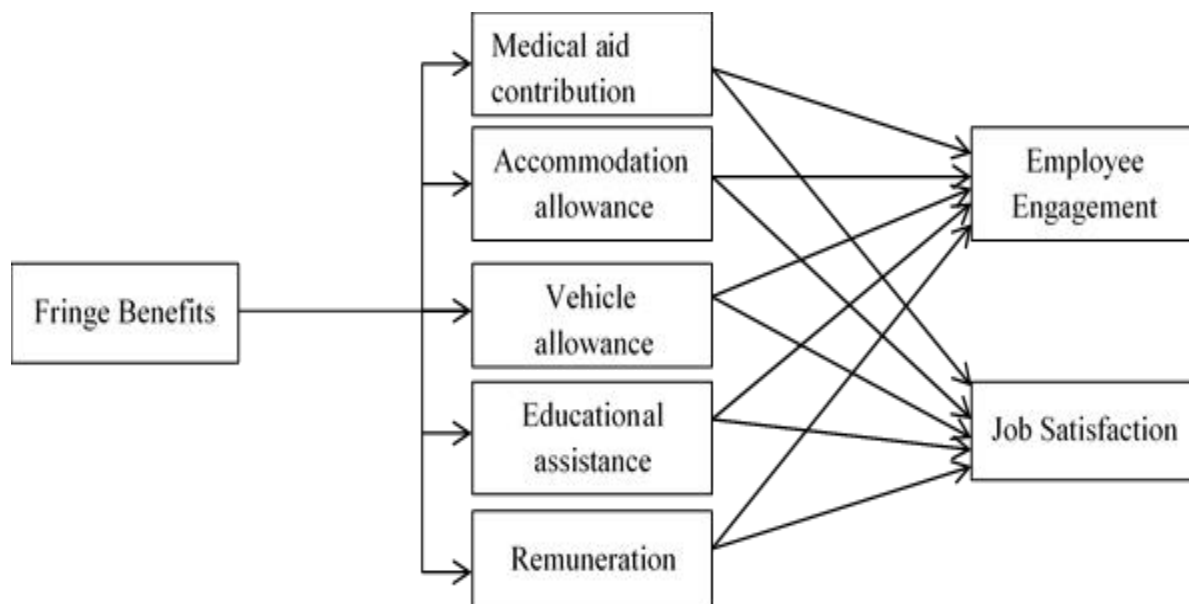 Medical aid
contribution
Accommodation
allowance
Employee
Engagement
Fringe Benefits
Vehicle
allowance
Educational
assistance
Job Satisfaction
Remuneration